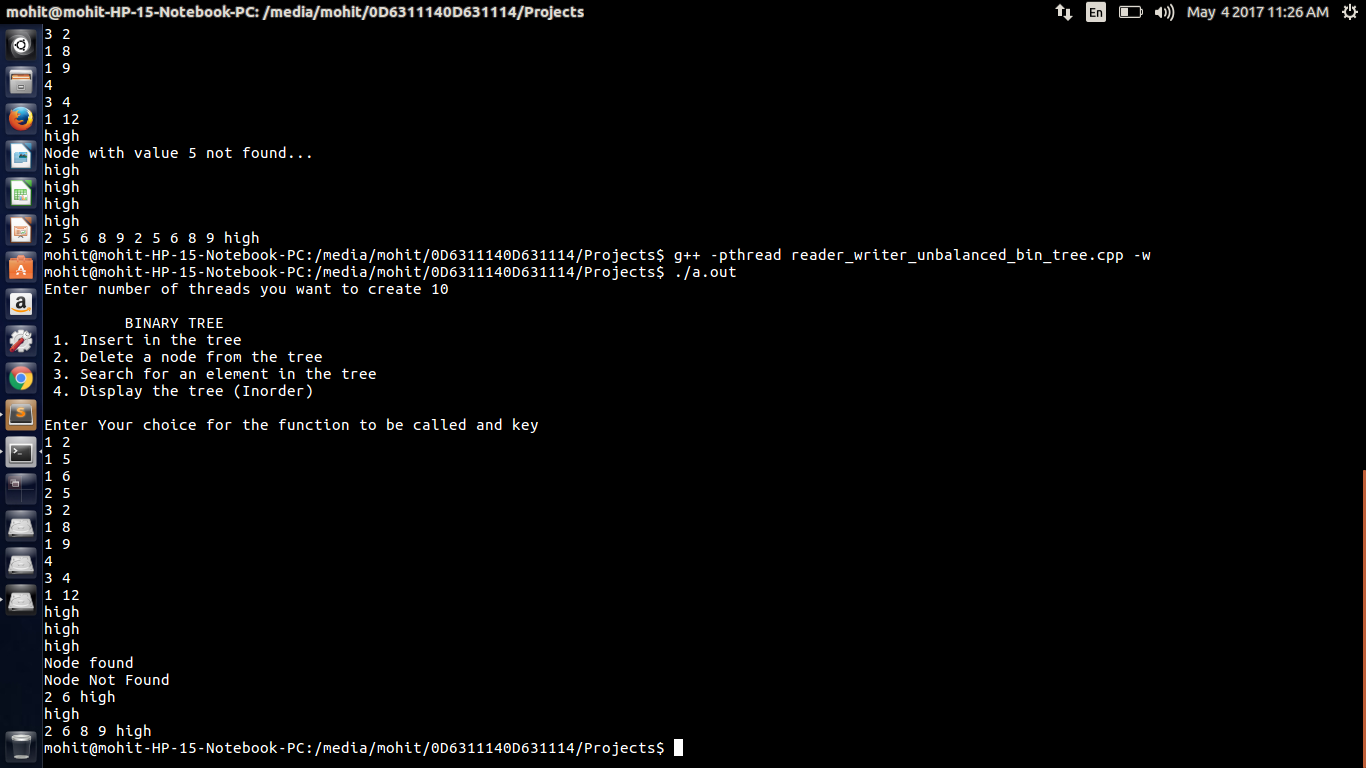 mohit@mohit-HP-15-Notebook-PC: /media/mohit/0D6311140D631114/Projects
En
May 4 2017 11:26 AM
3 2
1 8
1 9
4
3 4
1 12
high
Node with value 5 not found...
high
high
high
high
2 5 6 8 9 2 5 6 8 9 high
mohit@mohit-HP-15-Notebook-PC:/media/mohit/0D6311140D631114/Projects$ g++ -pthread reader_writer_unbalanced_bin_tree.cpp -w
mohit@mohit-HP-15-Notebook-PC:/media/mohit/0D6311140D631114/Projects$ ./a.out
Enter number of threads you want to create 10
BINARY TREE
1. Insert in the tree
2. Delete a node from the tree
3. Search for an element in the tree
4. Display the tree (Inorder)
Enter Your choice for the function to be called and key
1 2
1 5
1 6
2 5
3 2
1 8
1 9
4
3 4
1 12
high
high
high
Node found
Node Not Found
2 6 high
high
2 6 8 9 high
mohit@mohit-HP-15-Notebook-PC:/media/mohit/0D6311140D631114/Projects$